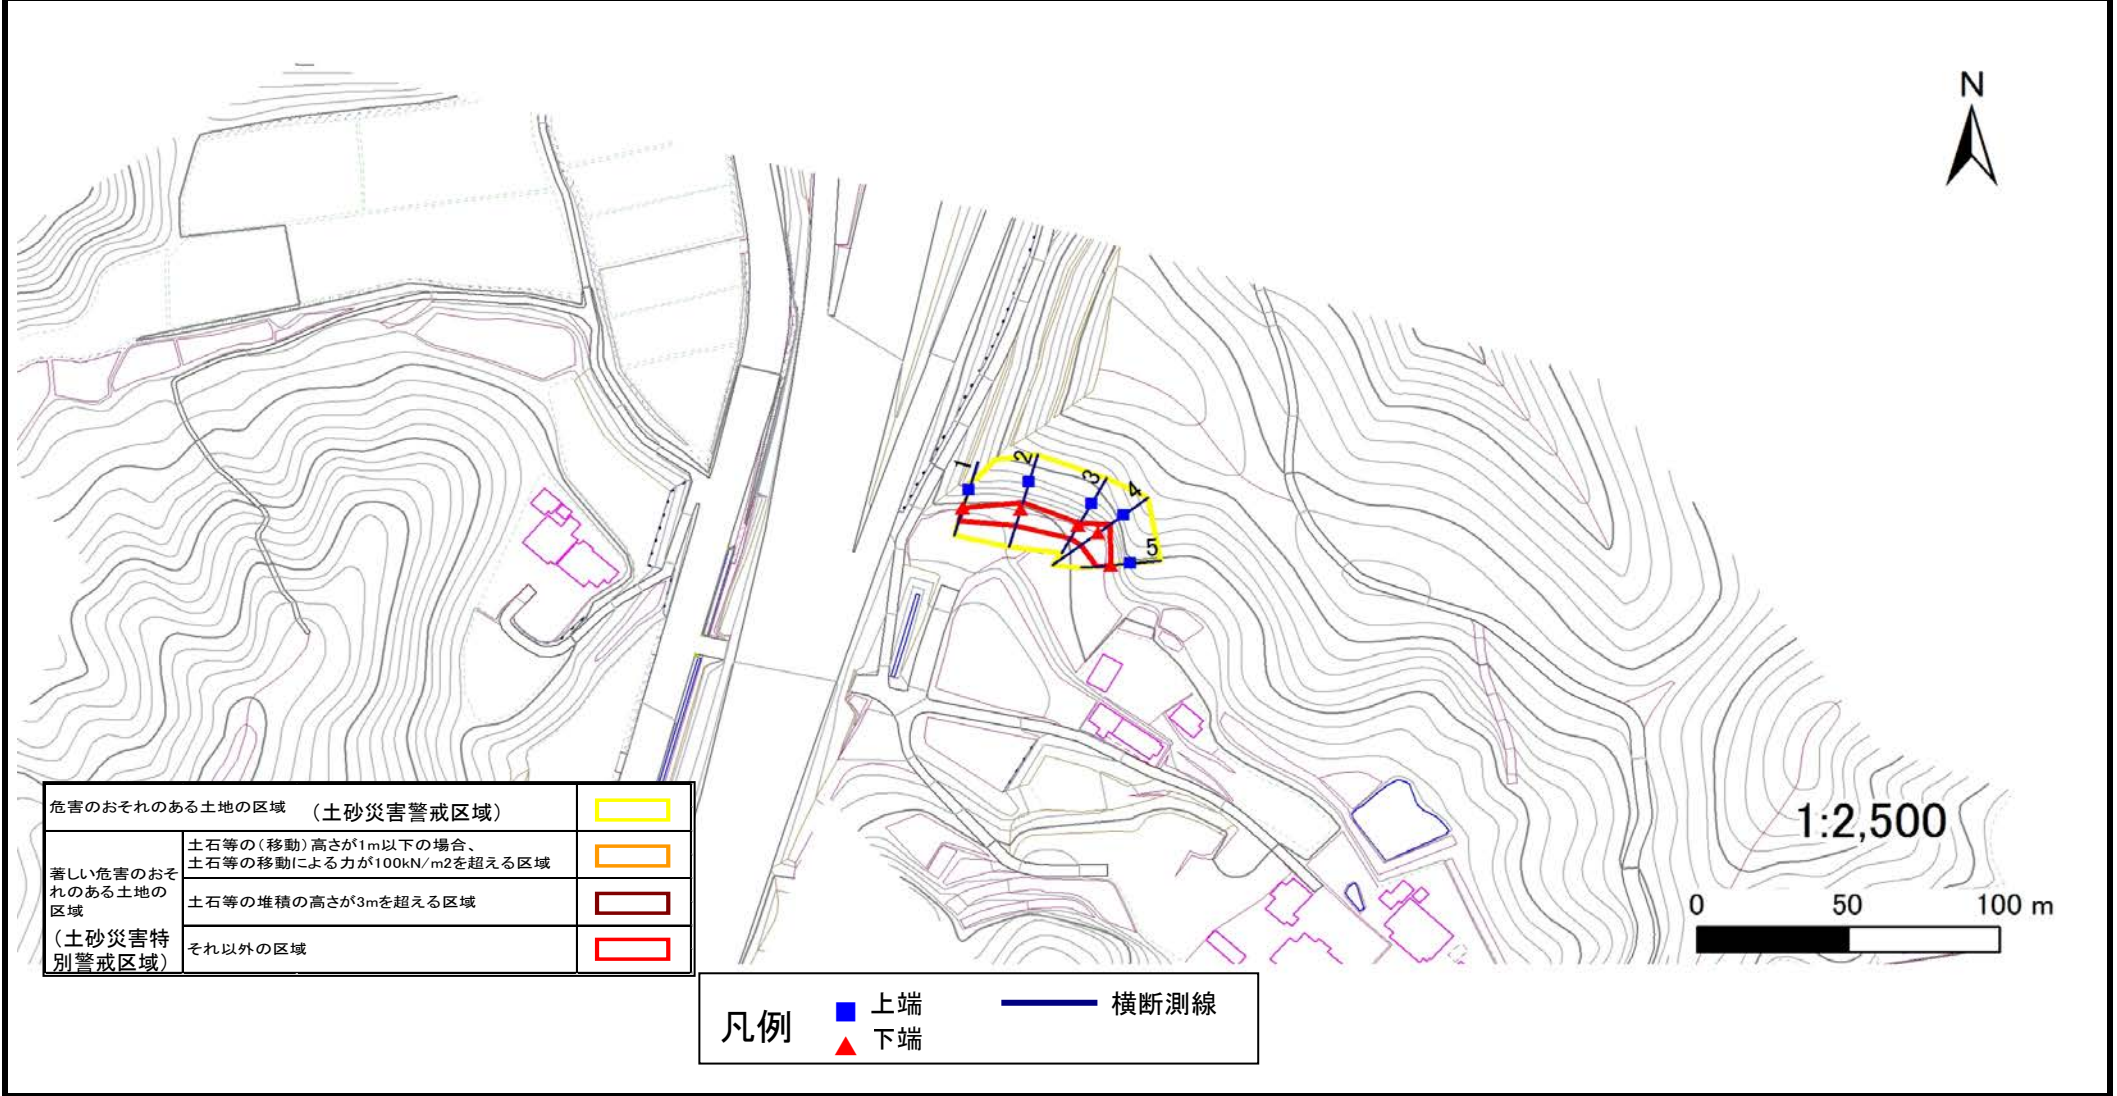 N
1
2
3
4
5
危害のおそれのある土地の区域 (土砂災害警戒区域)
著しい危害のおそ
れのある土地の
区域
(土砂災害特
別警戒区域)
土石等の(移動)高さが1m以下の場合、
土石等の移動による力が100kN/m2を超える区域
土石等の堆積の高さが3mを超える区域
それ以外の区域
1:2,500
0 50 100 m
凡例
上端
下端
横断測線